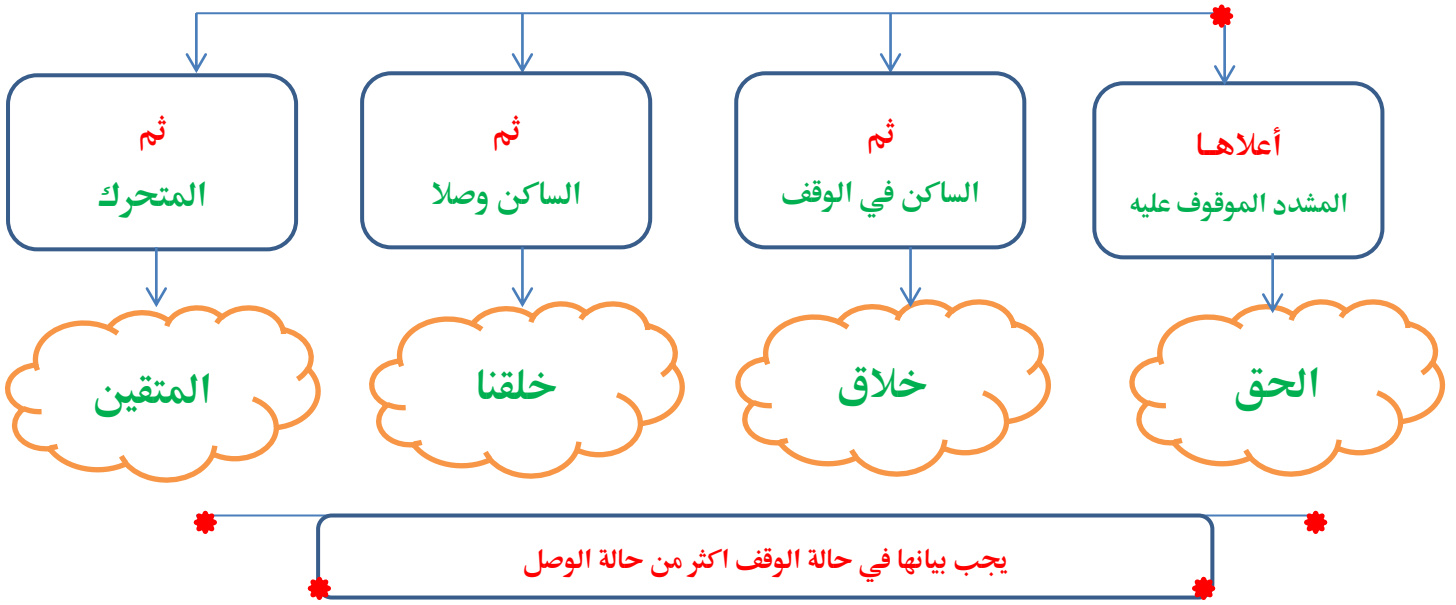 أعلاهـا
المشدد الموقوف عليه
ثم
الساكن في الوقف
ثم
الساكن وصلا
ثم
المتحرك
الحق
خلاق
خلقنا
المتقين
يجب بيانها في حالة الوقف اكثر من حالة الوصل